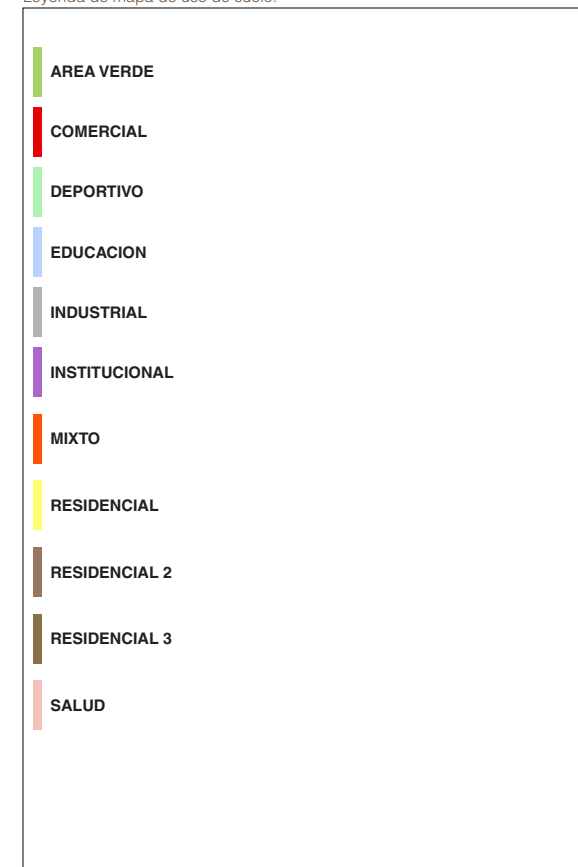 Leyenda de mapa de uso de suelo.
AREA VERDE
COMERCIAL
DEPORTIVO
EDUCACION
INDUSTRIAL
INSTITUCIONAL
MIXTO
RESIDENCIAL
RESIDENCIAL 2
RESIDENCIAL 3
SALUD